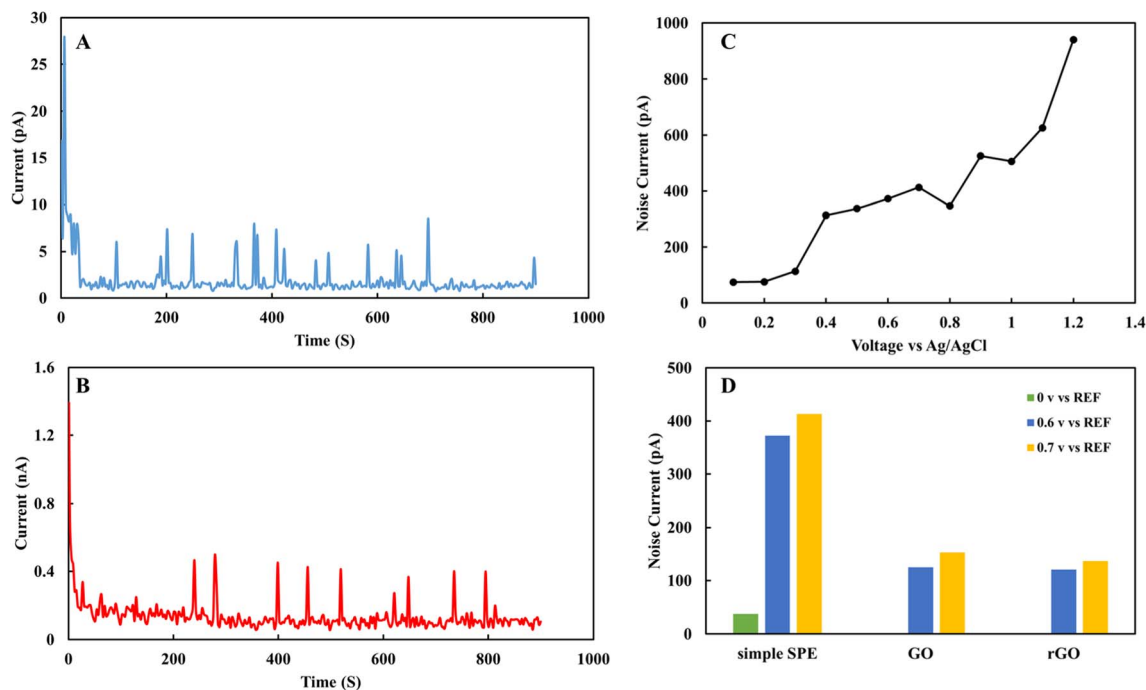 A
Current (pA)
30
25
20
15
10
5
0
0 200 400 600 800 1000
Time (S)
C
Noise Current (pA)
1000
800
600
400
200
0
0 0.2 0.4 0.6 0.8 1 1.2 1.4
Voltage vs Ag/AgCl
B
Current (nA)
1.6
1.2
0.8
0.4
0
0 200 400 600 800 1000
Time (S)
D
Noise Current (pA)
500
400
300
200
100
0
0 v vs REF
0.6 v vs REF
0.7 v vs REF
simple SPE GO rGO